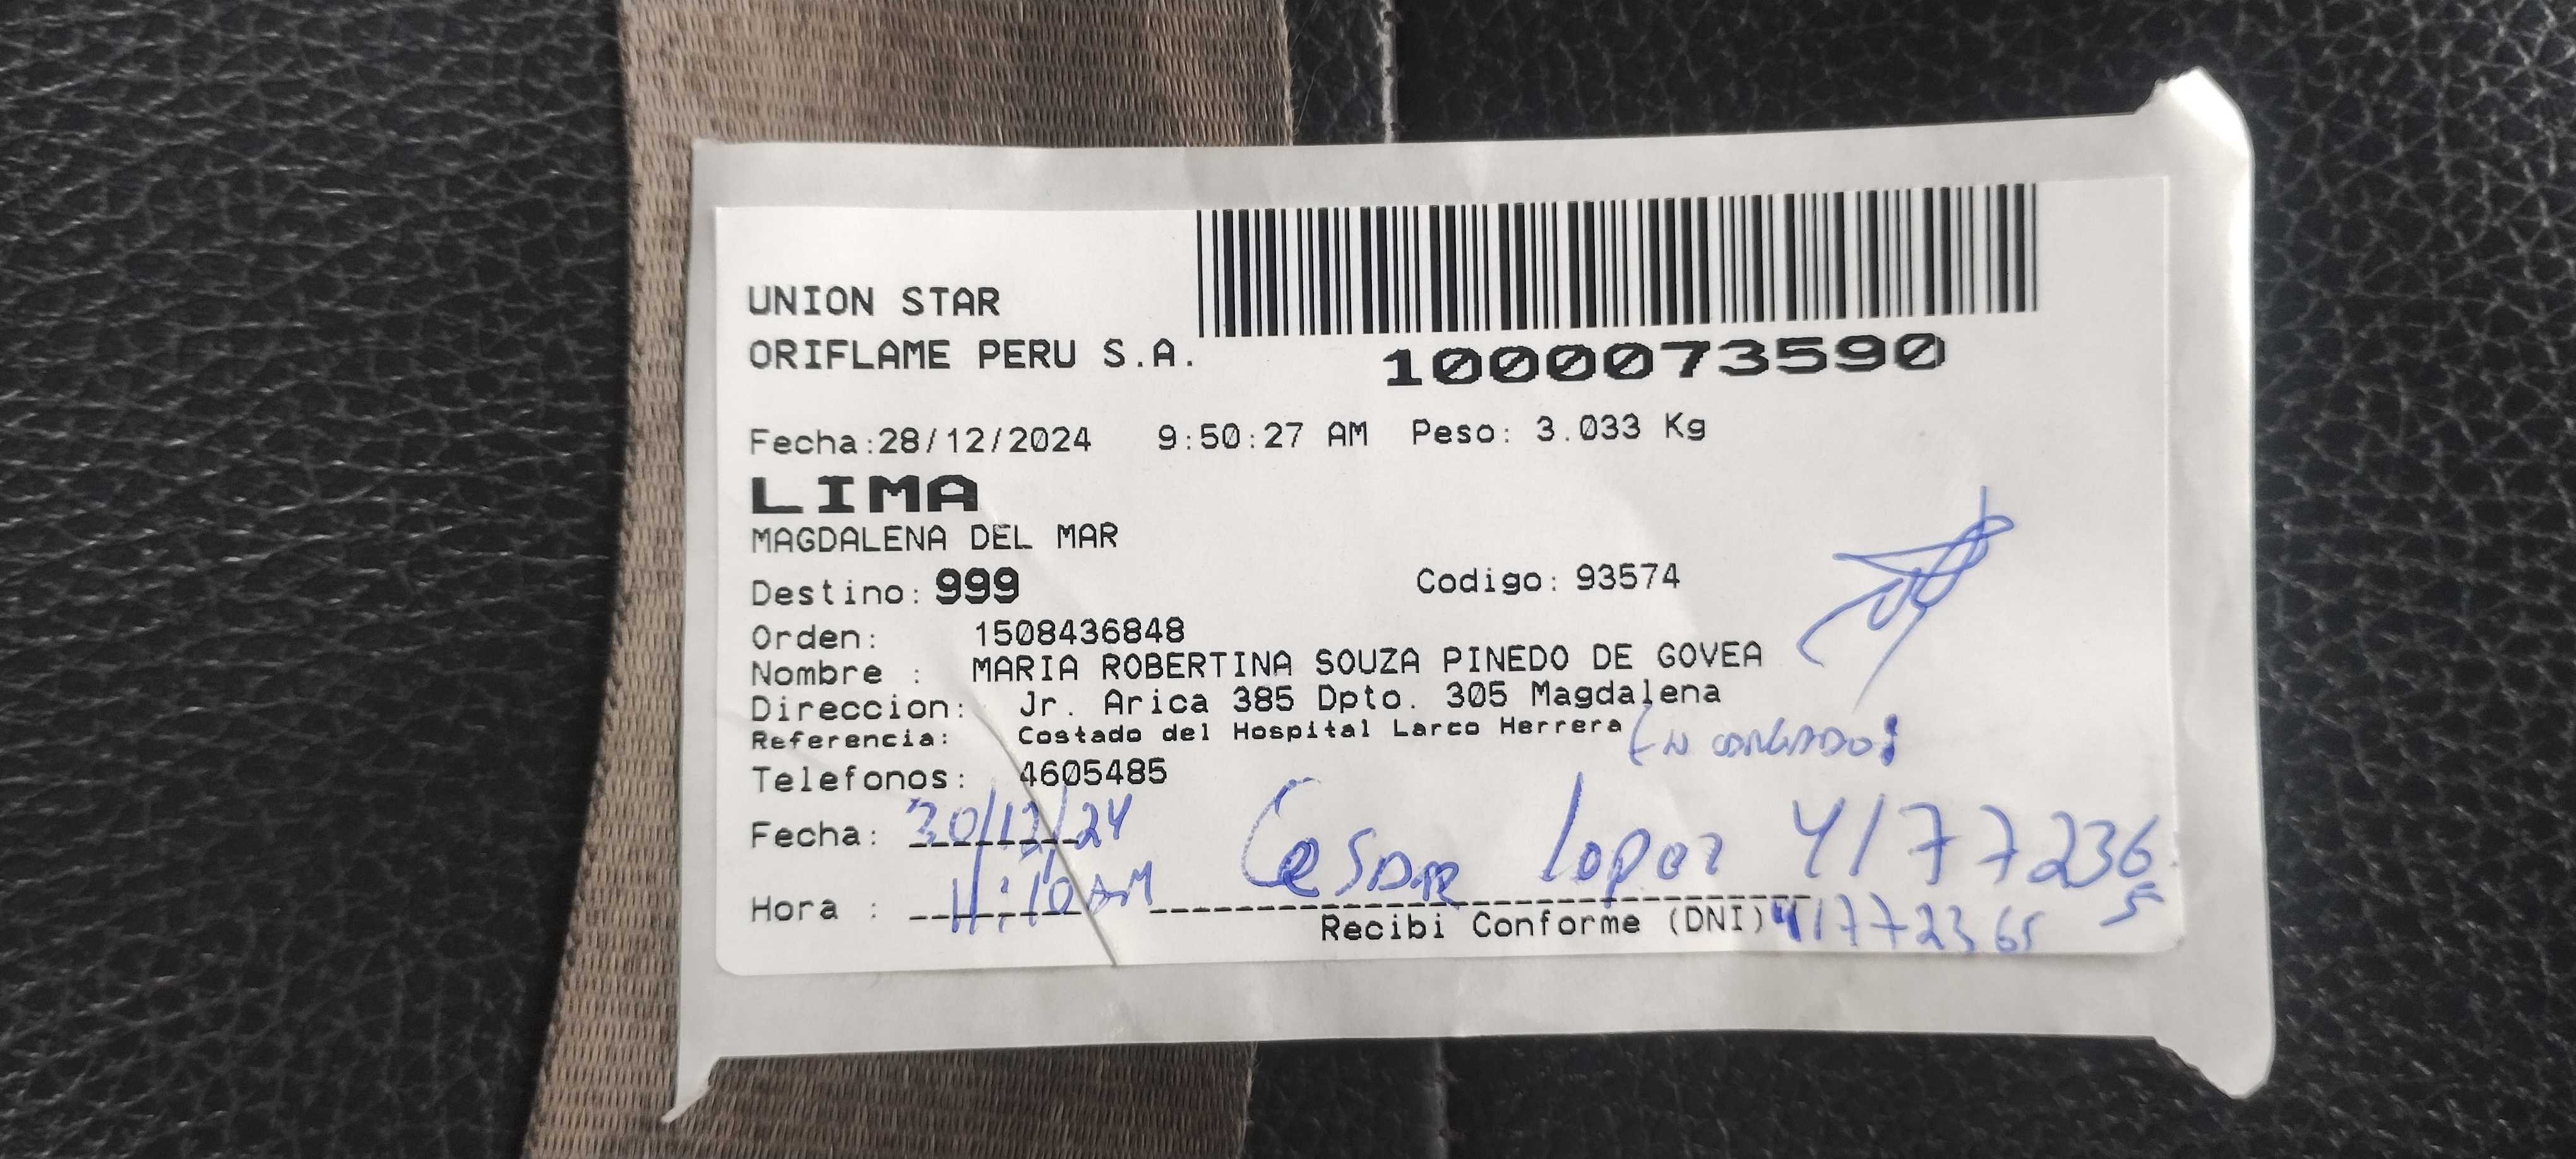 UNION STAR
ORIFLAME PERU S.A.
1000073590
Fecha:28/12/2024 9:50:27 AM Peso: 3.033 Kg
LIMA
MAGDALENA DEL MAR
Destino: 999 Codigo: 93574
Orden: 1508436848
Nombre : MARIA ROBERTINA SOUZA PINEDO DE GOVEA
Direccion: Jr. Arica 385 Dpto. 305 Magdalena
Referencia: Costado del Hospital Larco Herrera
Telefonos: 4605485
Fecha: 30/12/24 Cesar Lopez 41772365
Hora : 11:10 AM
Recibi Conforme (DNI) 41772365